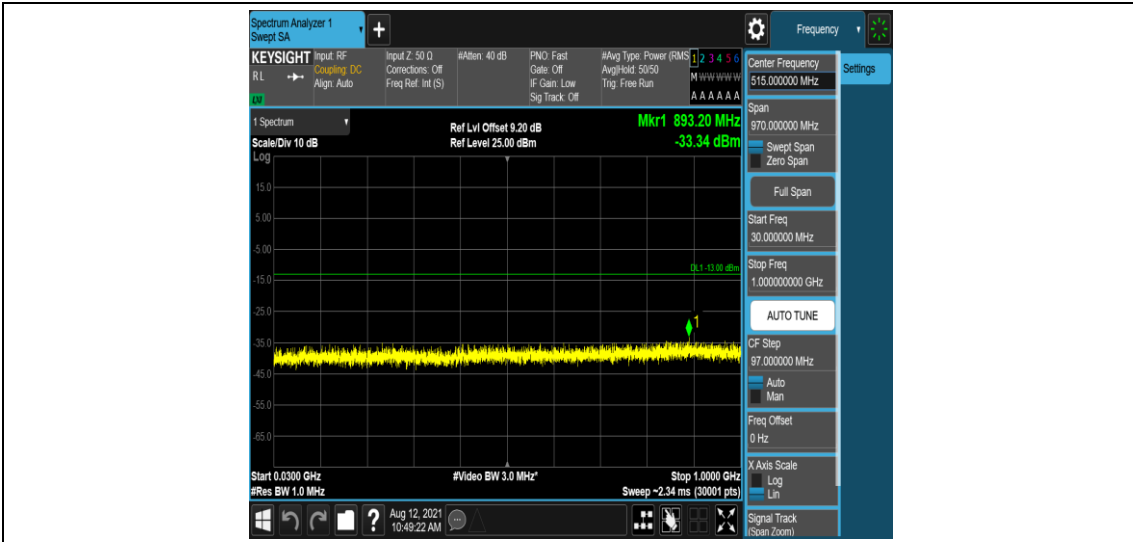 Spectrum Analyzer 1
Swept SA
Frequency
KEYSIGHT
RL
LXI
Input: RF
Coupling: DC
Align: Auto
Input Z: 50 Ω
Corrections: Off
Freq Ref: Int (S)
#Atten: 40 dB
PNO: Fast
Gate: Off
IF Gain: Low
Sig Track: Off
#Avg Type: Power (RMS
Avg|Hold: 50/50
Trig: Free Run
1 2 3 4 5 6
M W W W W W
A A A A A A
1 Spectrum
Scale/Div 10 dB
Log
Ref Lvl Offset 9.20 dB
Ref Level 25.00 dBm
Mkr1 893.20 MHz
-33.34 dBm
15.0
5.00
-5.00
DL1 -13.00 dBm
-15.0
-25.0
1
-35.0
-45.0
-55.0
-65.0
Start 0.0300 GHz
#Res BW 1.0 MHz
#Video BW 3.0 MHz*
Stop 1.0000 GHz
Sweep ~2.34 ms (30001 pts)
Center Frequency
515.000000 MHz
Settings
Span
970.000000 MHz
Swept Span
Zero Span
Full Span
Start Freq
30.000000 MHz
Stop Freq
1.000000000 GHz
AUTO TUNE
CF Step
97.000000 MHz
Auto
Man
Freq Offset
0 Hz
X Axis Scale
Log
Lin
Signal Track
(Span Zoom)
?
Aug 12, 2021
10:49:22 AM